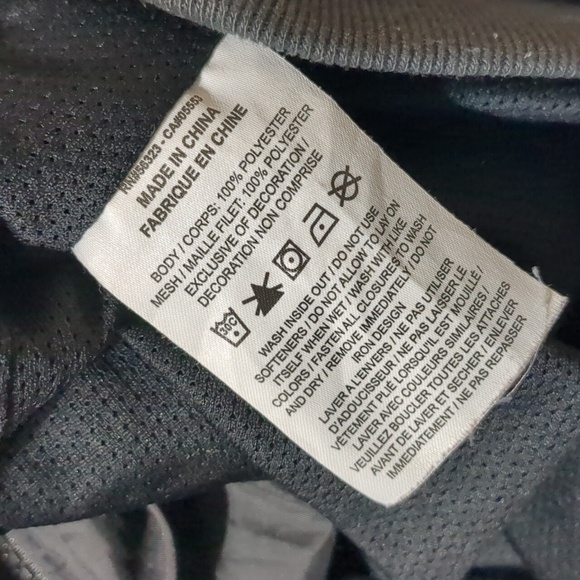 RN#56323 - CA#05553
MADE IN CHINA
FABRIQUE EN CHINE
BODY / CORPS: 100% POLYESTER
MESH / MAILLE FILET: 100% POLYESTER
EXCLUSIVE OF DECORATION /
DECORATION NON COMPRISE
30C
WASH INSIDE OUT / DO NOT USE
SOFTENERS / DO NOT ALLOW TO LAY ON
ITSELF WHEN WET / WASH WITH LIKE
COLORS / FASTEN ALL CLOSURES TO WASH
AND DRY / REMOVE IMMEDIATELY / DO NOT
IRON DESIGN
LAVER A L'ENVERS / NE PAS UTILISER
D'ADOUCISSEUR / NE PAS LAISSER LE
VÊTEMENT PLIÉ LORSQU'IL EST MOUILLÉ /
LAVER AVEC COULEURS SIMILAIRES /
VEUILLEZ BOUCLER TOUTES LES ATTACHES
AVANT DE LAVER ET SECHER / ENLEVER
IMMÉDIATEMENT / NE PAS REPASSER